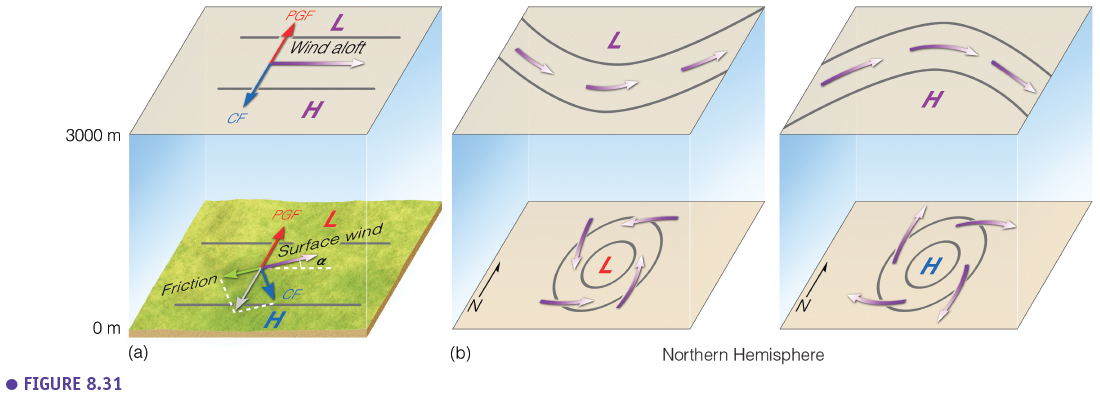 PGF
L
Wind aloft
H
CF
3000 m
PGF
L
Surface wind
α
Friction
CF
H
0 m
(a)
L
L
N
(b)
H
H
N
Northern Hemisphere
● FIGURE 8.31